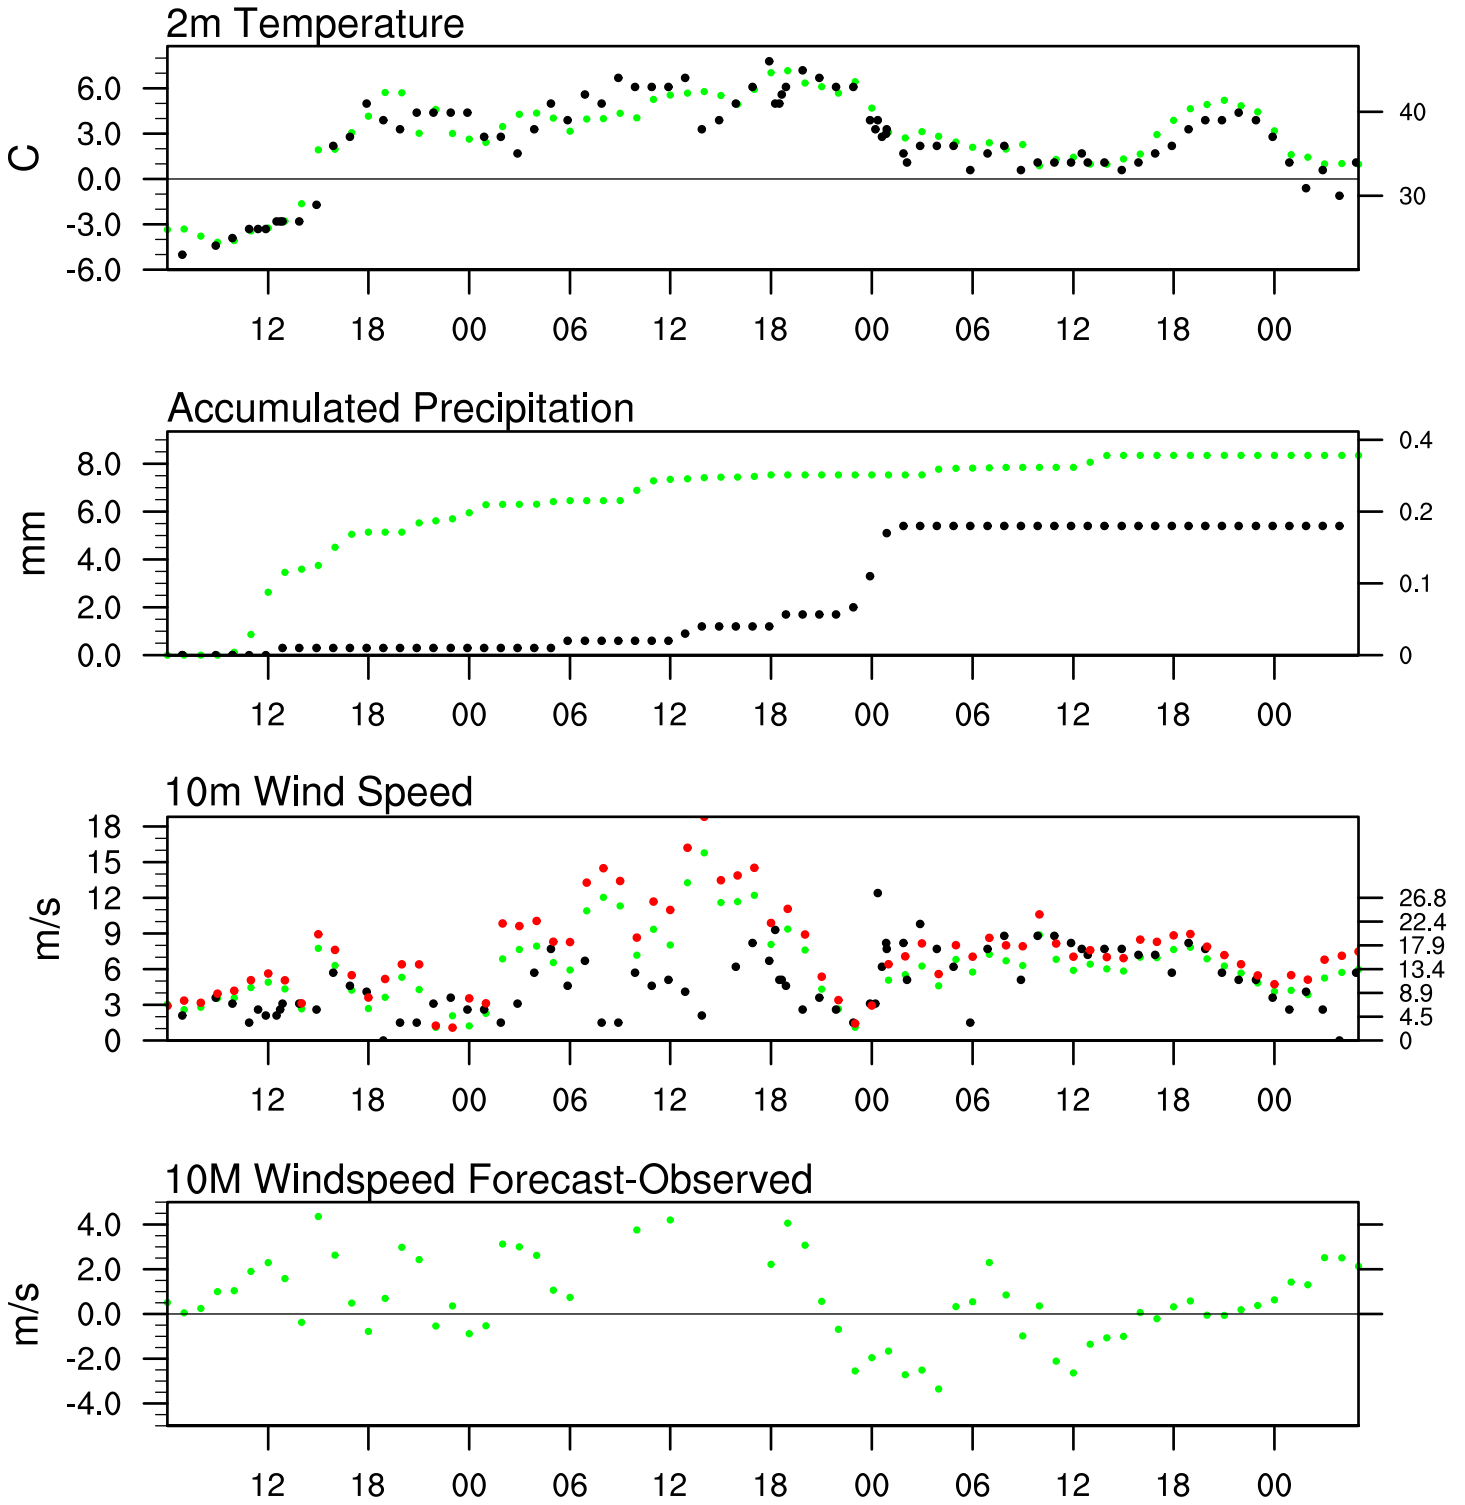 2m Temperature
C
6.0
3.0
0.0
-3.0
-6.0
40
30
12 18 00 06 12 18 00 06 12 18 00
Accumulated Precipitation
mm
8.0
6.0
4.0
2.0
0.0
0.4
0.2
0.1
0
12 18 00 06 12 18 00 06 12 18 00
10m Wind Speed
m/s
18
15
12
9
6
3
0
26.8
22.4
17.9
13.4
8.9
4.5
0
12 18 00 06 12 18 00 06 12 18 00
10M Windspeed Forecast-Observed
m/s
4.0
2.0
0.0
-2.0
-4.0
12 18 00 06 12 18 00 06 12 18 00